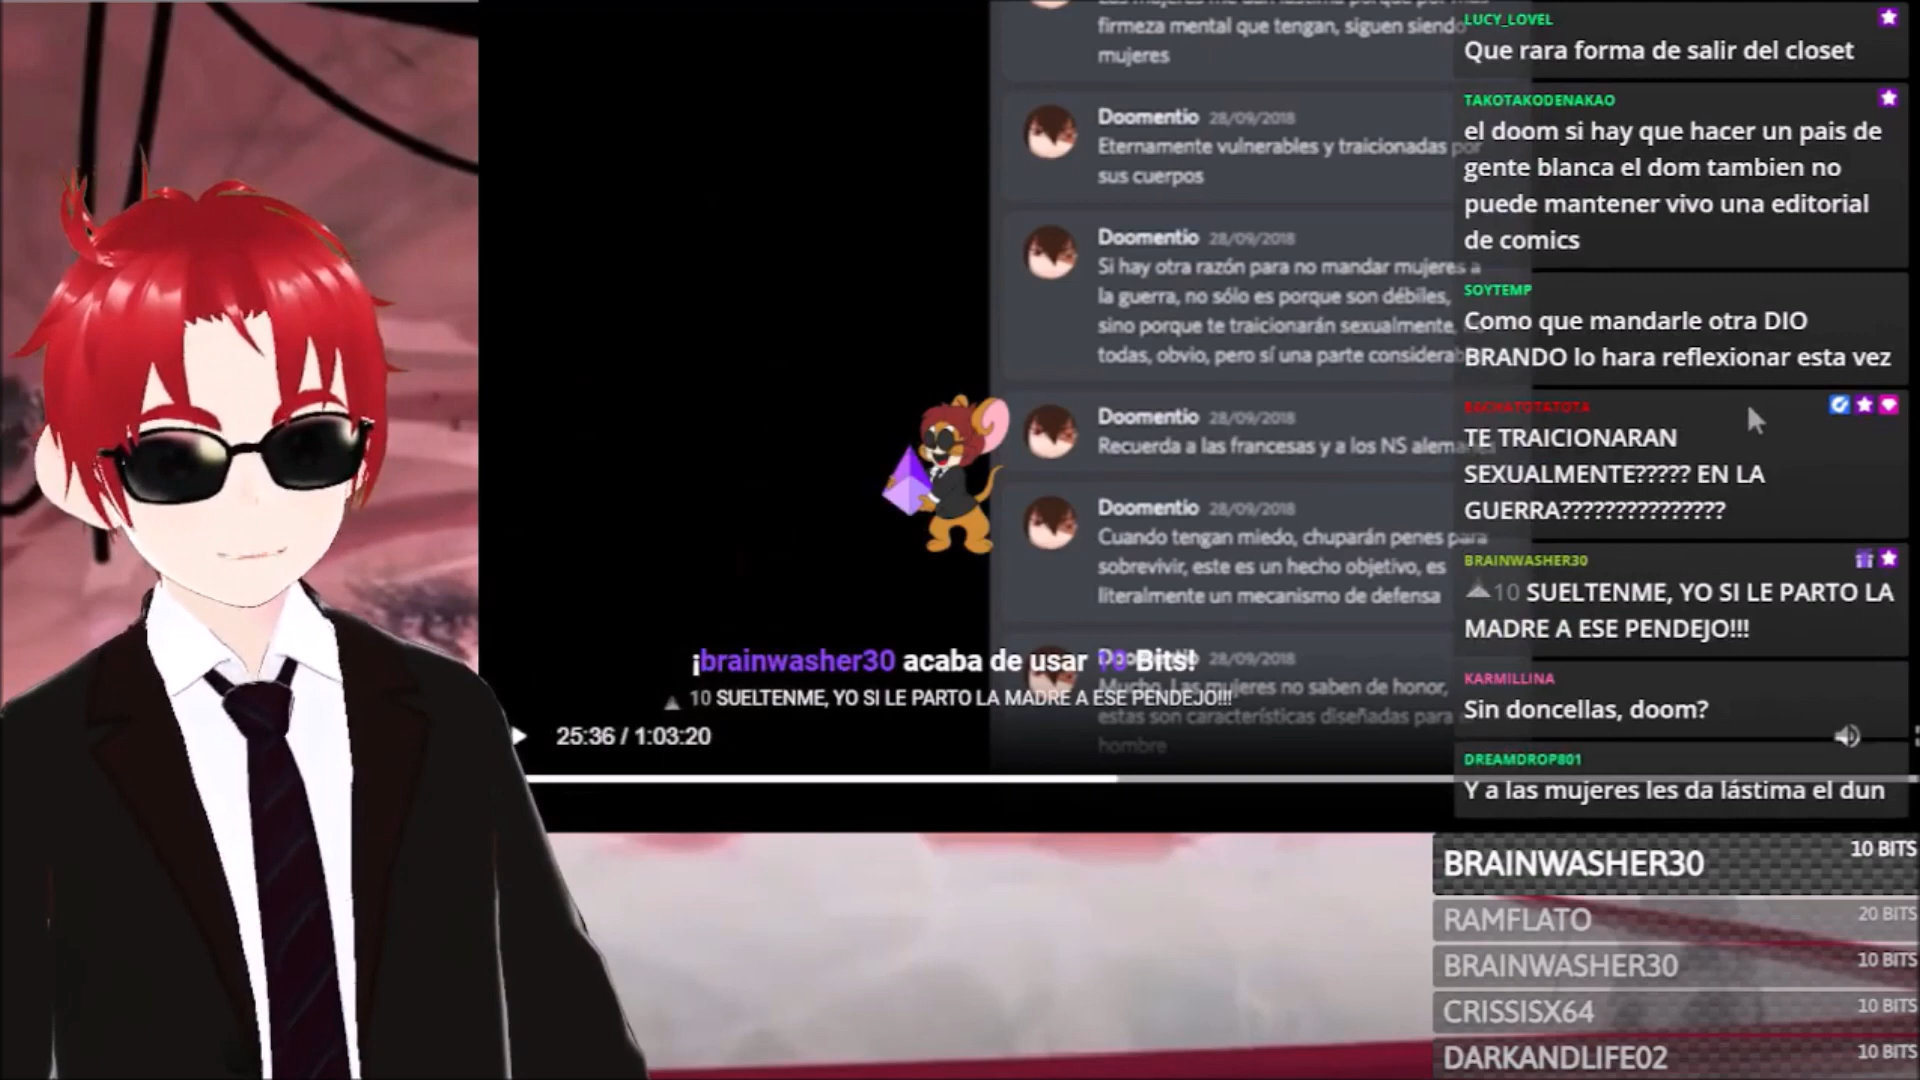 firmeza mental que tengan, siguen siendo
mujeres
Doomentio 28/09/2018
Eternamente vulnerables y traicionadas por
sus cuerpos
Doomentio 28/09/2018
Si hay otra razón para no mandar mujeres a
la guerra, no sólo es porque son débiles,
sino porque te traicionarán sexualmente,
todas, obvio, pero sí una parte considerab
Doomentio 28/09/2018
Recuerda a las francesas y a los NS alem
Doomentio 28/09/2018
Cuando tengan miedo, chuparán penes para
sobrevivir, este es un hecho objetivo, es
literalmente un mecanismo de defensa
28/09/2018
Mucho. Las mujeres no saben de honor,
estas son características diseñadas para
hombre
¡brainwasher30 acaba de usar 10 Bits!
10 SUELTENME, YO SI LE PARTO LA MADRE A ESE PENDEJO!!!
25:36 / 1:03:20
LUCY_LOVEL
Que rara forma de salir del closet
TAKOTAKODENAKAO
el doom si hay que hacer un pais de
gente blanca el dom tambien no
puede mantener vivo una editorial
de comics
SOYTEMP
Como que mandarle otra DIO
BRANDO lo hara reflexionar esta vez
TE TRAICIONARAN
SEXUALMENTE????? EN LA
GUERRA???????????????
BRAINWASHER30
10 SUELTENME, YO SI LE PARTO LA
MADRE A ESE PENDEJO!!!
KARMILLINA
Sin doncellas, doom?
DREAMDROP801
Y a las mujeres les da lástima el dun
BRAINWASHER30 10 BITS
RAMFLATO 20 BITS
BRAINWASHER30 10 BITS
CRISSISX64 10 BITS
DARKANDLIFE02 10 BITS